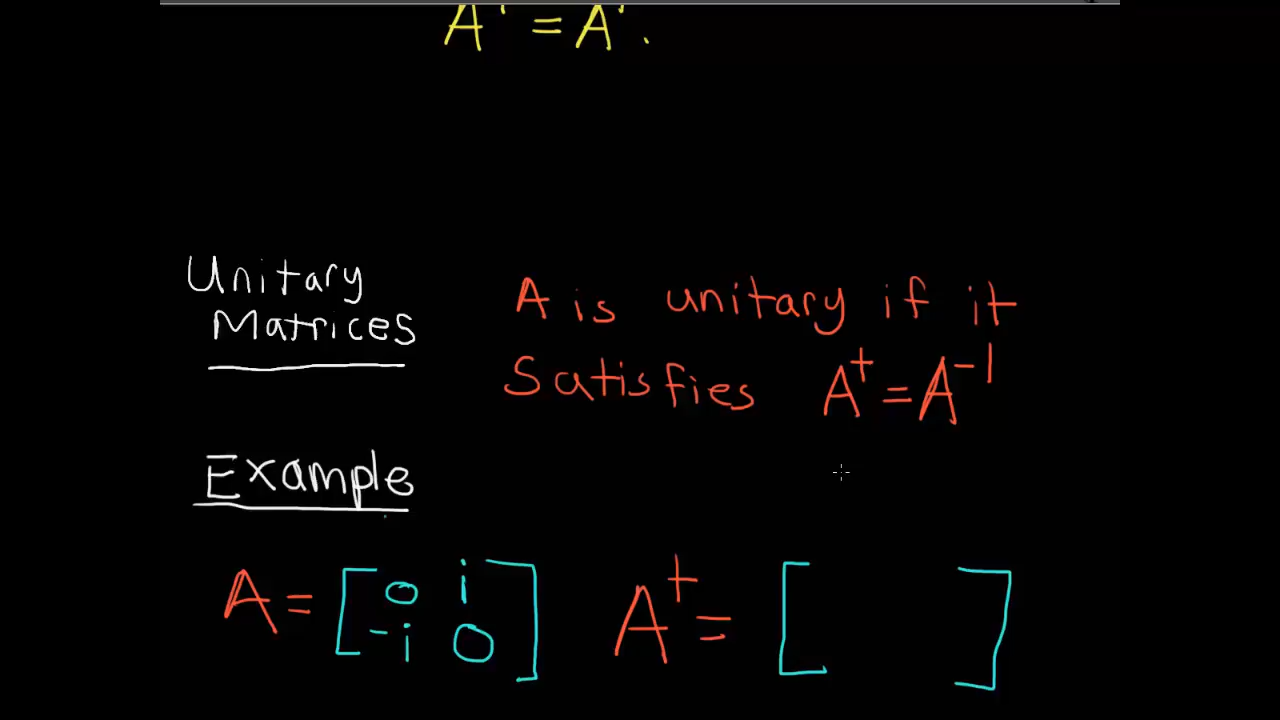 A' = A'.
Unitary
Matrices
A is unitary if it
Satisfies A† = A⁻¹
Example
A = [0 i
-i 0]
A† = [ ]